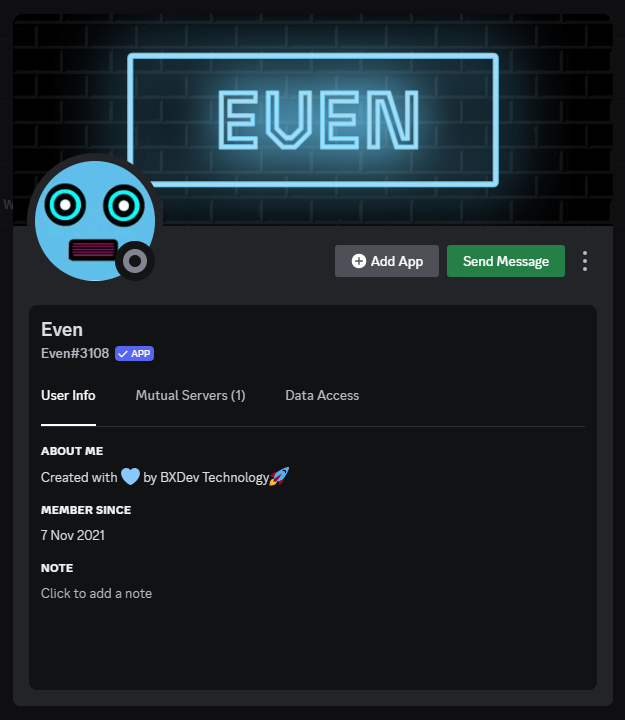 EVEN
W
Add App
Send Message
Even
Even#3108 APP
User Info Mutual Servers (1) Data Access
ABOUT ME
Created with 💙 by BXDev Technology🚀
MEMBER SINCE
7 Nov 2021
NOTE
Click to add a note